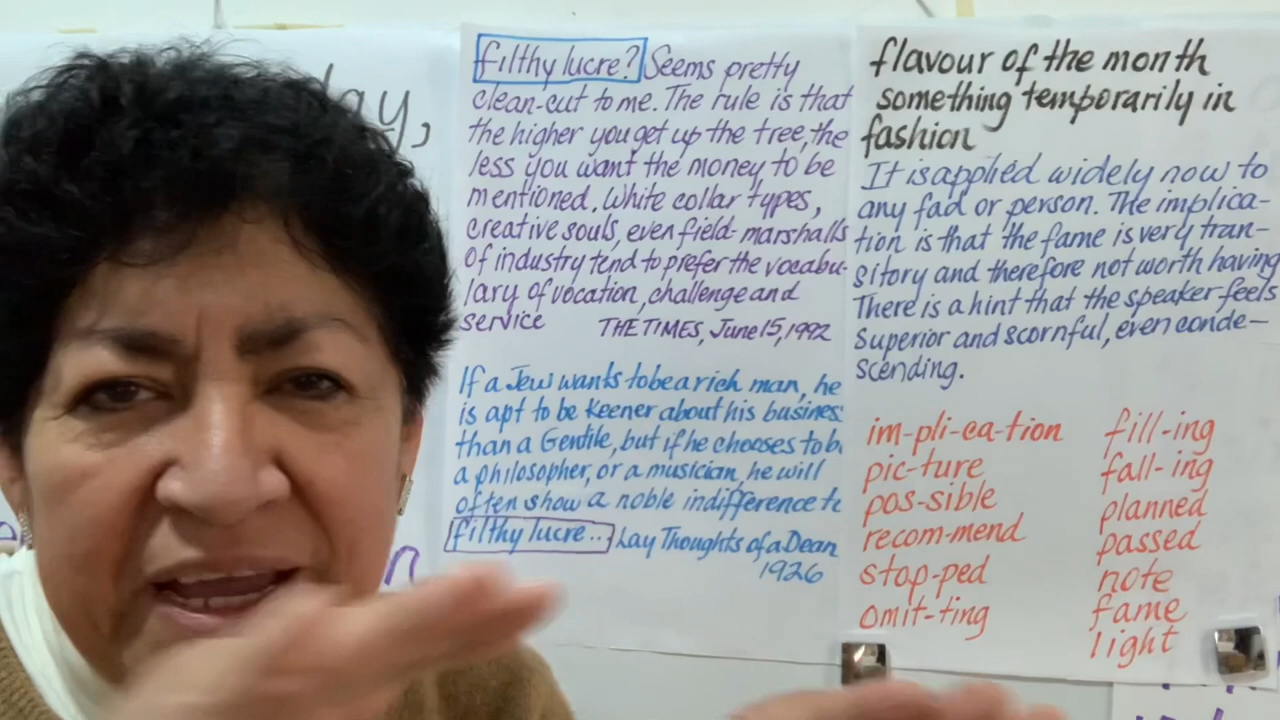 day,
filthy lucre? Seems pretty
clean-cut to me. The rule is that
the higher you get up the tree, the
less you want the money to be
mentioned. White collar types,
creative souls, even field-marshalls
of industry tend to prefer the vocabu-
lary of vocation, challenge and
service THE TIMES, June 15, 1992
If a Jew wants to be a rich man, he
is apt to be keener about his busines
than a Gentile, but if he chooses to b
a philosopher, or a musician, he will
often show a noble indifference to
filthy lucre... Lay Thoughts of a Dean
1926
flavour of the month
something temporarily in
fashion
It is applied widely now to
any fad or person. The implica-
tion is that the fame is very tran-
sitory and therefore not worth having
There is a hint that the speaker feels
superior and scornful, even conde-
scending.
im-pli-ca-tion
pic-ture
pos-sible
recom-mend
stop-ped
omit-ting
fill-ing
fall-ing
planned
passed
note
fame
light